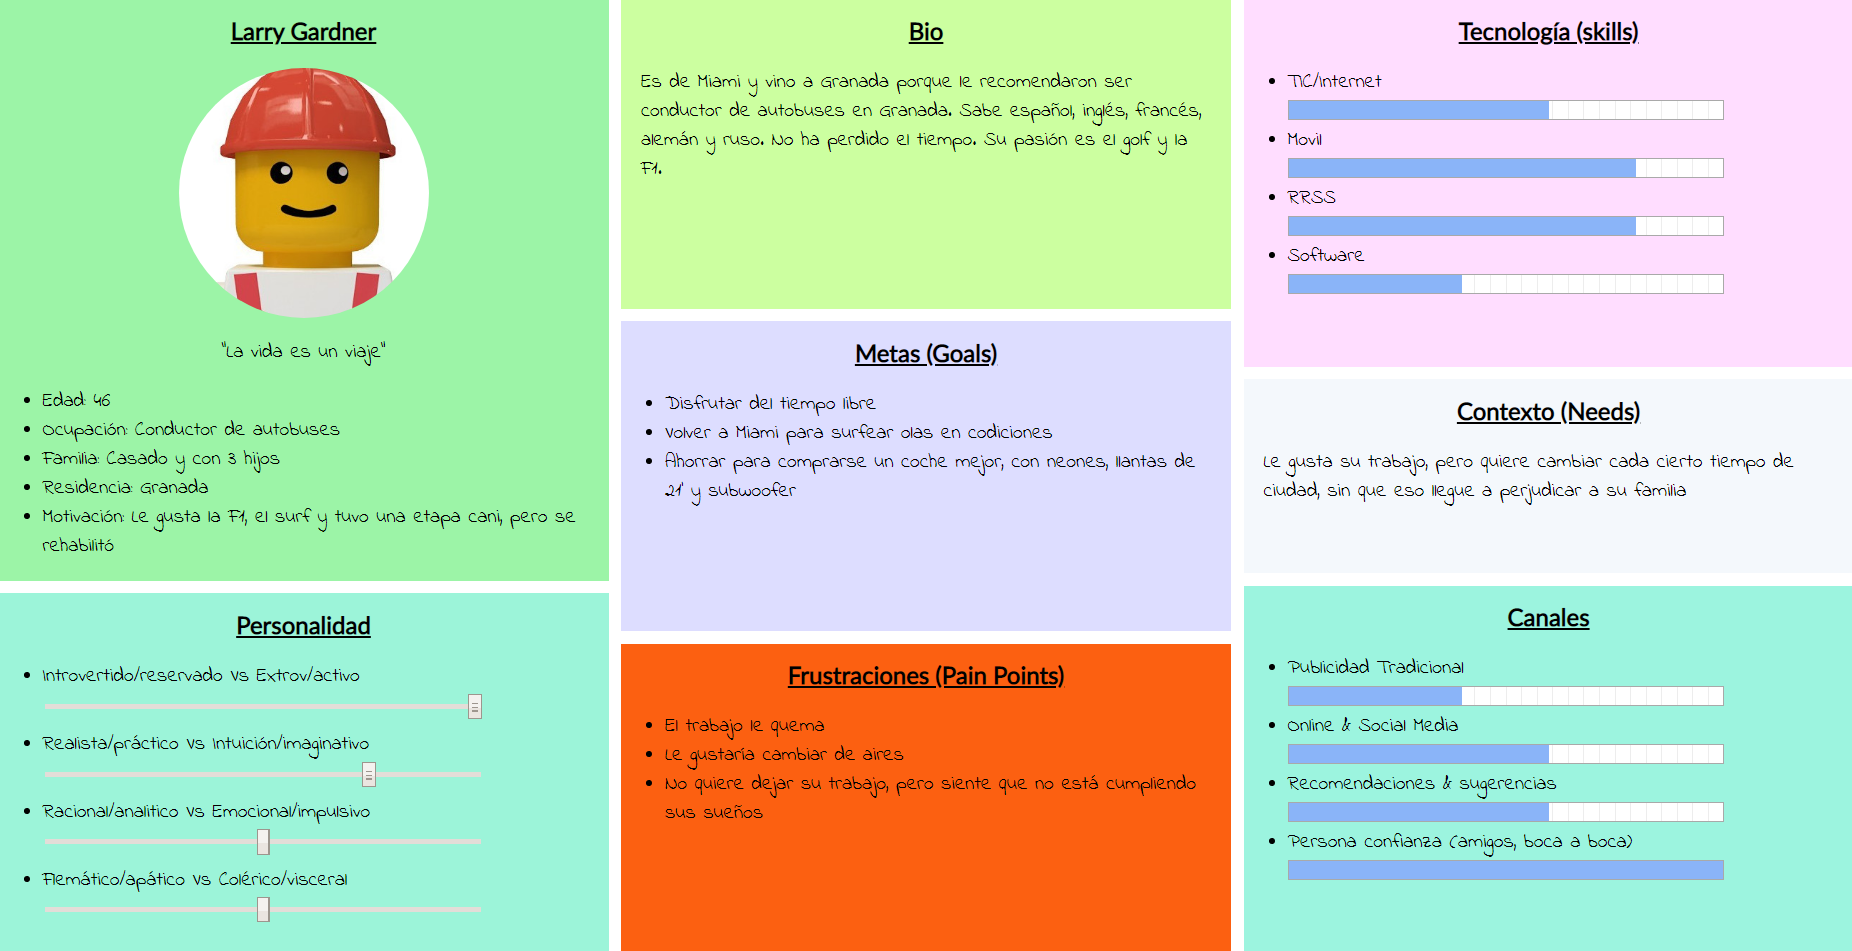 Larry Gardner
"La vida es un viaje"
Edad: 46
Ocupación: Conductor de autobuses
Familia: Casado y con 3 hijos
Residencia: Granada
Motivación: Le gusta la F1, el surf y tuvo una etapa cani, pero se
rehabilitó
Personalidad
Introvertido/reservado Vs Extrov/activo
Realista/práctico Vs Intuición/imaginativo
Racional/analitico Vs Emocional/impulsivo
Flemático/apático Vs Colérico/visceral
Bio
Es de Miami y vino a Granada porque le recomendaron ser
conductor de autobuses en Granada. Sabe español, inglés, francés,
alemán y ruso. No ha perdido el tiempo. Su pasión es el golf y la
F1.
Metas (Goals)
Disfrutar del tiempo libre
Volver a Miami para surfear olas en codiciones
Ahorrar para comprarse un coche mejor, con neones, llantas de
21' y subwoofer
Frustraciones (Pain Points)
El trabajo le quema
Le gustaría cambiar de aires
No quiere dejar su trabajo, pero siente que no está cumpliendo
sus sueños
Tecnología (skills)
TIC/Internet
Movil
RRSS
Software
Contexto (Needs)
Le gusta su trabajo, pero quiere cambiar cada cierto tiempo de
ciudad, sin que eso llegue a perjudicar a su familia
Canales
Publicidad Tradicional
Online & Social Media
Recomendaciones & sugerencias
Persona confianza (amigos, boca a boca)